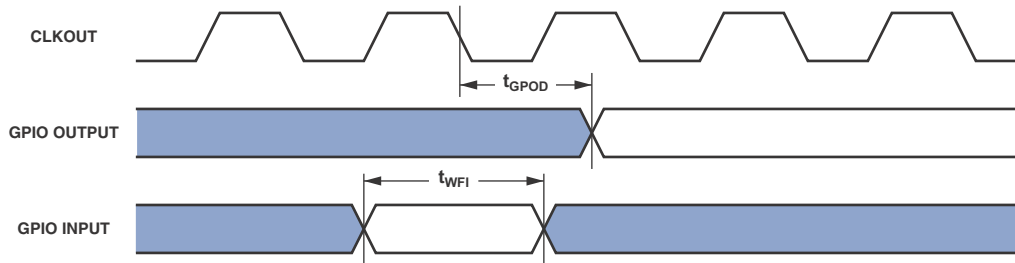 CLKOUT
tGPOD
GPIO OUTPUT
tWFI
GPIO INPUT